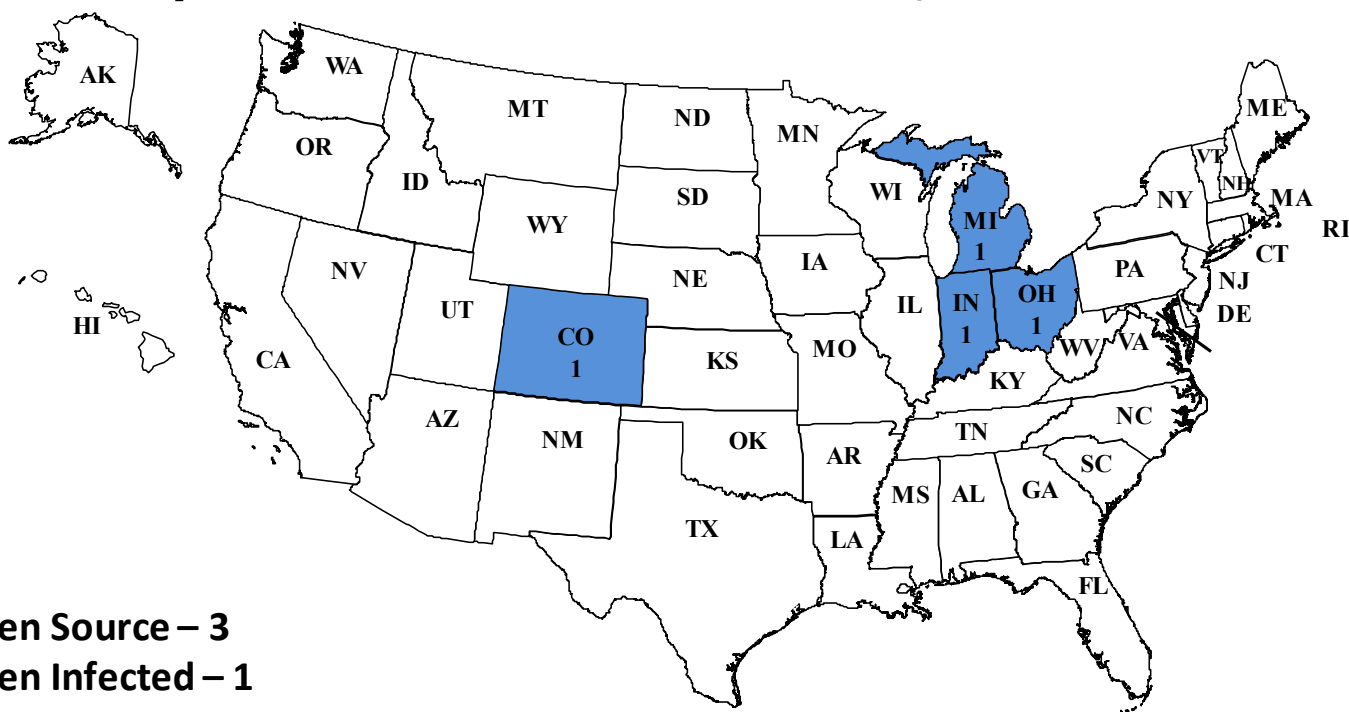 AK
WA
MT
ND
MN
ME
OR
VT
ID
SD
WI
NH
NY
MA
WY
MI
1
RI
CT
NV
NE
IA
PA
NJ
HI
UT
IL
IN
1
OH
1
DE
CO
1
MO
WV
VA
CA
KS
KY
AZ
NM
OK
TN
NC
AR
SC
MS
AL
GA
TX
LA
FL
en Source – 3
en Infected – 1